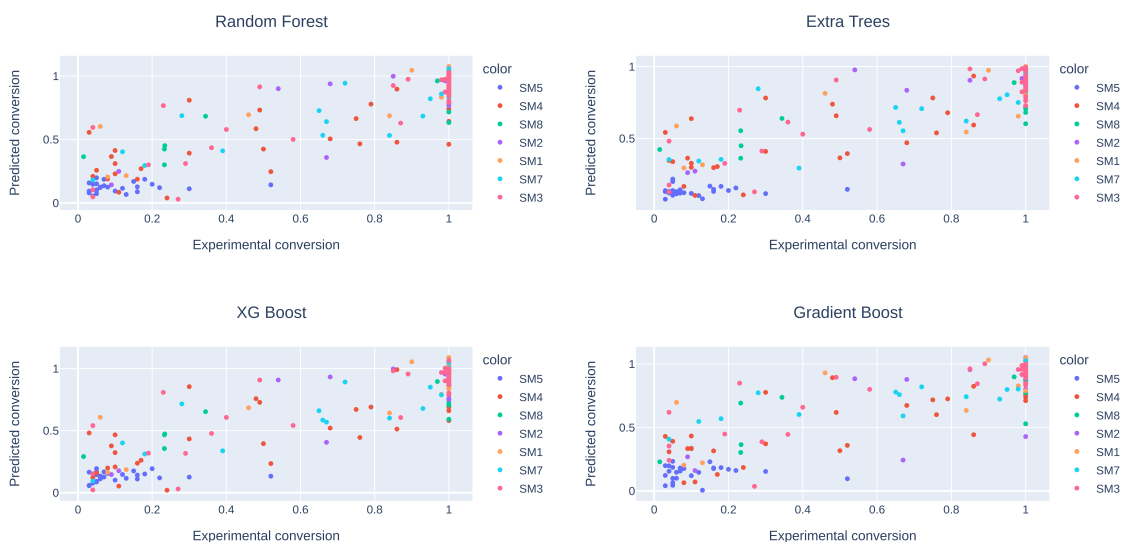 Random Forest
Predicted conversion
1
0.5
0
0
0.2
0.4
0.6
0.8
1
Experimental conversion
color
SM5
SM4
SM8
SM2
SM1
SM7
SM3
Extra Trees
Predicted conversion
1
0.5
0
0.2
0.4
0.6
0.8
1
Experimental conversion
color
SM5
SM4
SM8
SM2
SM1
SM7
SM3
XG Boost
Predicted conversion
1
0.5
0
0
0.2
0.4
0.6
0.8
1
Experimental conversion
color
SM5
SM4
SM8
SM2
SM1
SM7
SM3
Gradient Boost
Predicted conversion
1
0.5
0
0
0.2
0.4
0.6
0.8
1
Experimental conversion
color
SM5
SM4
SM8
SM2
SM1
SM7
SM3